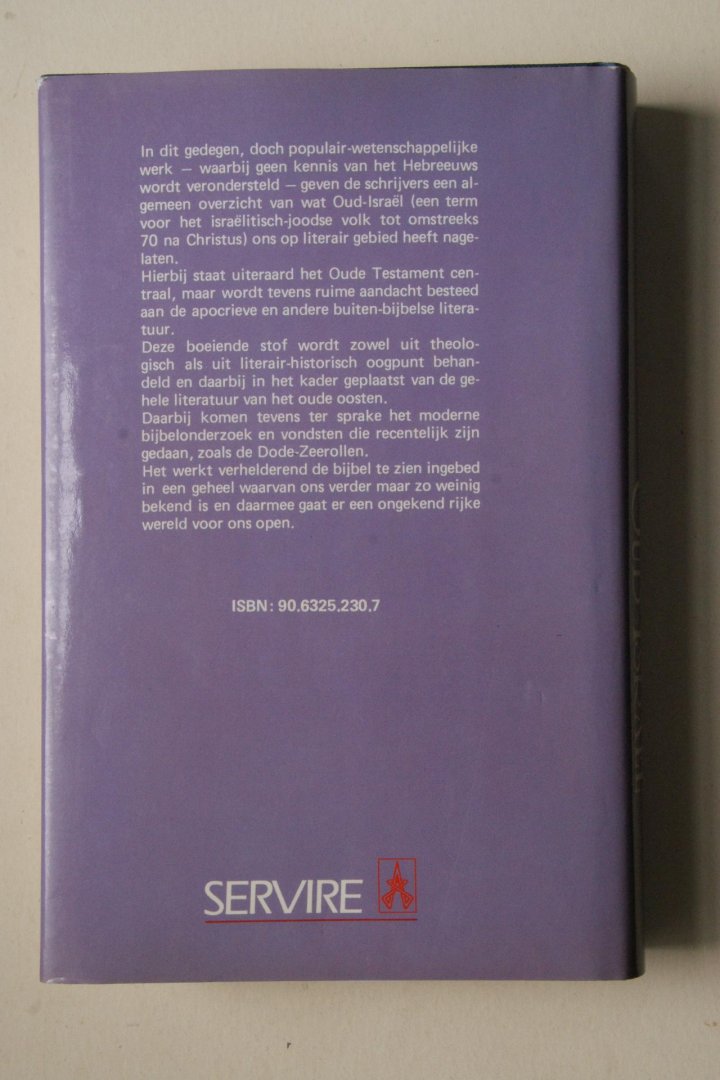 In dit gedegen, doch populair-wetenschappelijke
werk — waarbij geen kennis van het Hebreeuws
wordt verondersteld — geven de schrijvers een al-
gemeen overzicht van wat Oud-Israël (een term
voor het israëlitisch-joodse volk tot omstreeks
70 na Christus) ons op literair gebied heeft nage-
laten.
Hierbij staat uiteraard het Oude Testament cen-
traal, maar wordt tevens ruime aandacht besteed
aan de apocrieve en andere buiten-bijbelse litera-
tuur.
Deze boeiende stof wordt zowel uit theolo-
gisch als uit literair-historisch oogpunt behan-
deld en daarbij in het kader geplaatst van de ge-
hele literatuur van het oude oosten.
Daarbij komen tevens ter sprake het moderne
bijbelonderzoek en vondsten die recentelijk zijn
gedaan, zoals de Dode-Zeerollen.
Het werkt verhelderend de bijbel te zien ingebed
in een geheel waarvan ons verder maar zo weinig
bekend is en daarmee gaat er een ongekend rijke
wereld voor ons open.
ISBN: 90.6325.230.7
SERVIRE